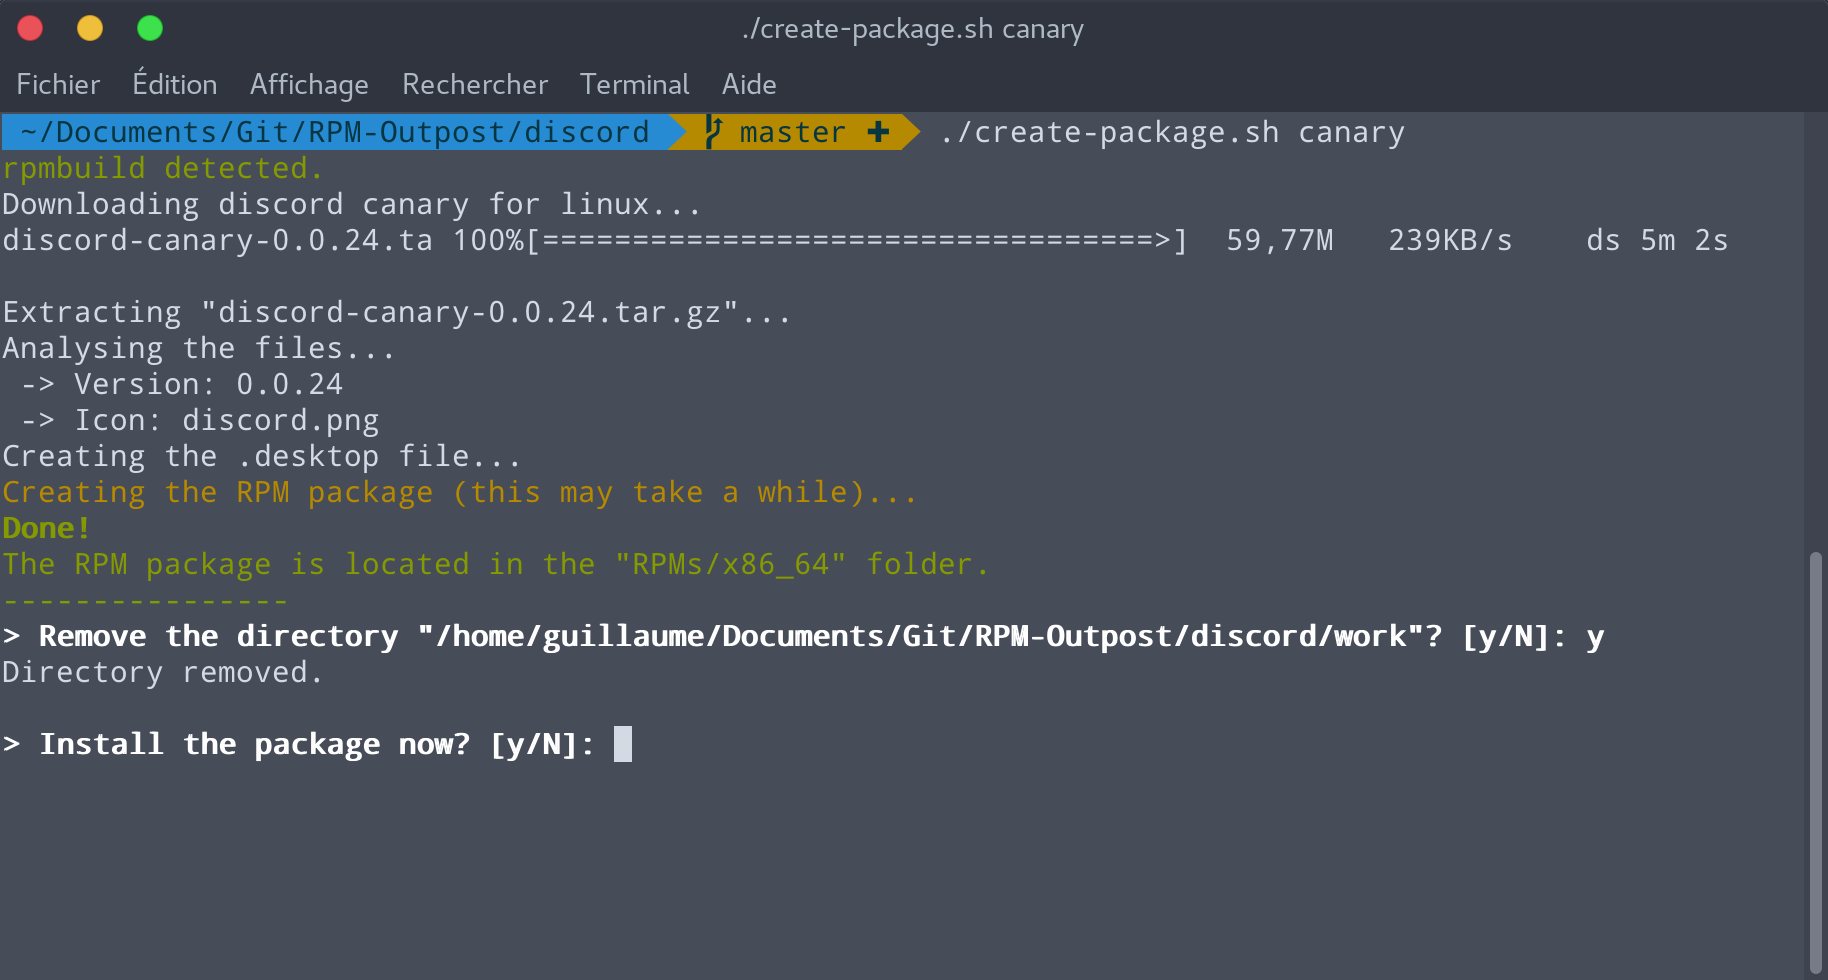 ./create-package.sh canary
Fichier Édition Affichage Rechercher Terminal Aide
~/Documents/Git/RPM-Outpost/discord master ✚ ./create-package.sh canary
rpmbuild detected.
Downloading discord canary for linux...
discord-canary-0.0.24.ta 100%[==================================>] 59,77M 239KB/s ds 5m 2s
Extracting "discord-canary-0.0.24.tar.gz"...
Analysing the files...
-> Version: 0.0.24
-> Icon: discord.png
Creating the .desktop file...
Creating the RPM package (this may take a while)...
Done!
The RPM package is located in the "RPMs/x86_64" folder.
----------------
> Remove the directory "/home/guillaume/Documents/Git/RPM-Outpost/discord/work"? [y/N]: y
Directory removed.
> Install the package now? [y/N]: